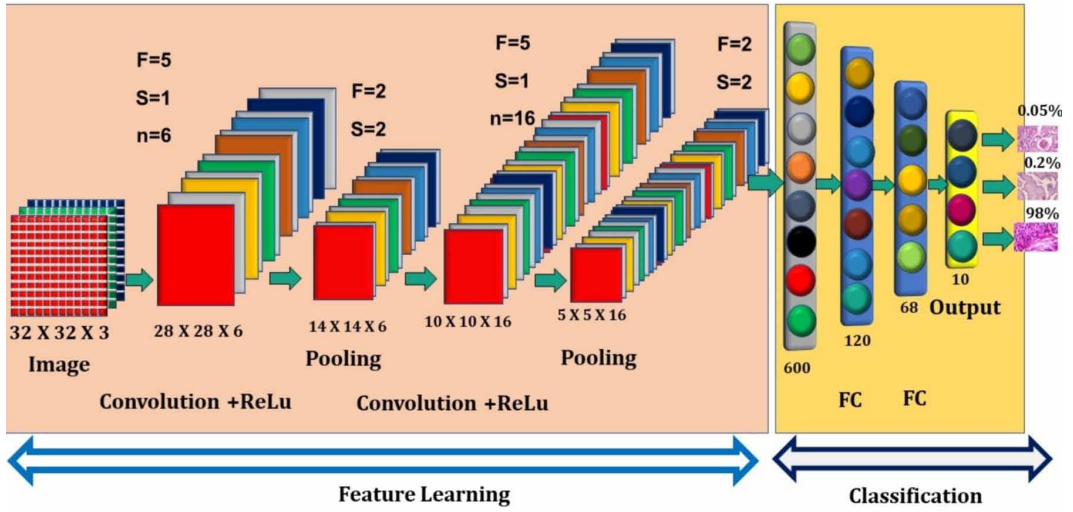 F=5
S=1
n=6
F=2
S=2
F=5
S=1
n=16
F=2
S=2
32 X 32 X 3
Image
28 X 28 X 6
14 X 14 X 6
Pooling
10 X 10 X 16
5 X 5 X 16
Pooling
Convolution +ReLu
Convolution +ReLu
Feature Learning
600
120
FC
68
FC
10
Output
0.05%
0.2%
98%
Classification